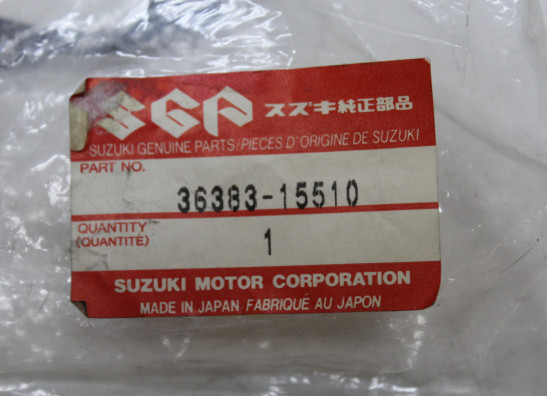 SGP スズキ純正部品
SUZUKI GENUINE PARTS/PIECES D'ORIGINE DE SUZUKI
PART NO.
36383-15510
QUANTITY
(QUANTITÉ)
1
SUZUKI MOTOR CORPORATION
MADE IN JAPAN FABRIQUÉ AU JAPON